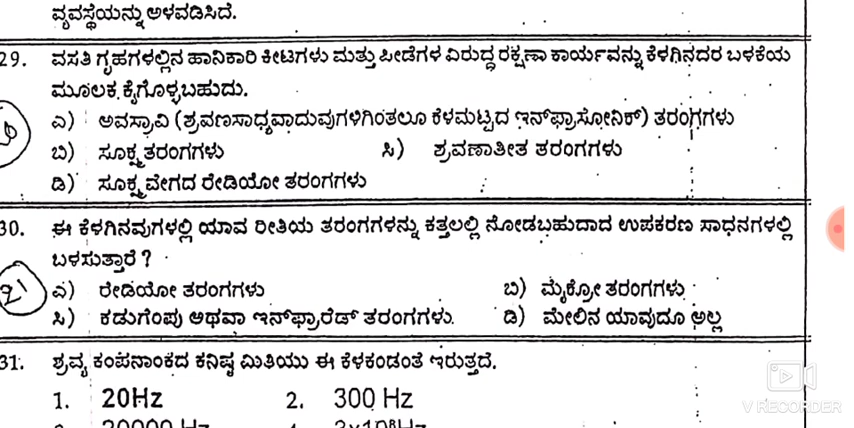 ವ್ಯವಸ್ಥೆಯನ್ನು ಅಳವಡಿಸಿದೆ.
29. ವಸತಿ ಗೃಹಗಳಲ್ಲಿನ ಹಾನಿಕಾರಿ ಕೀಟಗಳು ಮತ್ತು ಪೀಡೆಗಳ ವಿರುದ್ಧ ರಕ್ಷಣಾ ಕಾರ್ಯವನ್ನು ಕೆಳಗಿನದರ ಬಳಕೆಯ
ಮೂಲಕ ಕೈಗೊಳ್ಳಬಹುದು.
ಎ) ಅವಸ್ರಾವಿ (ಶ್ರವಣಸಾಧ್ಯವಾದುವುಗಳಿಗಿಂತಲೂ ಕೆಳಮಟ್ಟದ ಇನ್‌ಫ್ರಾಸೋನಿಕ್) ತರಂಗಗಳು
ಬಿ) ಸೂಕ್ಷ್ಮತರಂಗಗಳು ಸಿ) ಶ್ರವಣಾತೀತ ತರಂಗಗಳು
ಡಿ) ಸೂಕ್ಷ್ಮವೇಗದ ರೇಡಿಯೋ ತರಂಗಗಳು
30. ಈ ಕೆಳಗಿನವುಗಳಲ್ಲಿ ಯಾವ ರೀತಿಯ ತರಂಗಗಳನ್ನು ಕತ್ತಲಲ್ಲಿ ನೋಡಬಹುದಾದ ಉಪಕರಣ ಸಾಧನಗಳಲ್ಲಿ
ಬಳಸುತ್ತಾರೆ ?
21 ಎ) ರೇಡಿಯೋ ತರಂಗಗಳು ಬಿ) ಮೈಕ್ರೋ ತರಂಗಗಳು
ಸಿ) ಕಡುಗೆಂಪು ಅಥವಾ ಇನ್‌ಫ್ರಾರೆಡ್ ತರಂಗಗಳು. ಡಿ) ಮೇಲಿನ ಯಾವುದೂ ಅಲ್ಲ
31. ಶ್ರವ್ಯ ಕಂಪನಾಂಕದ ಕನಿಷ್ಠ ಮಿತಿಯು ಈ ಕೆಳಕಂಡಂತೆ ಇರುತ್ತದೆ.
1. 20Hz 2. 300 Hz
V RECORDER